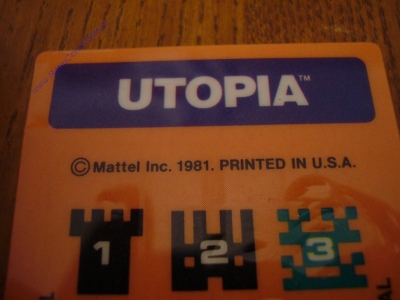 UTOPIA™
©Mattel Inc. 1981. PRINTED IN U.S.A.
1 2 3